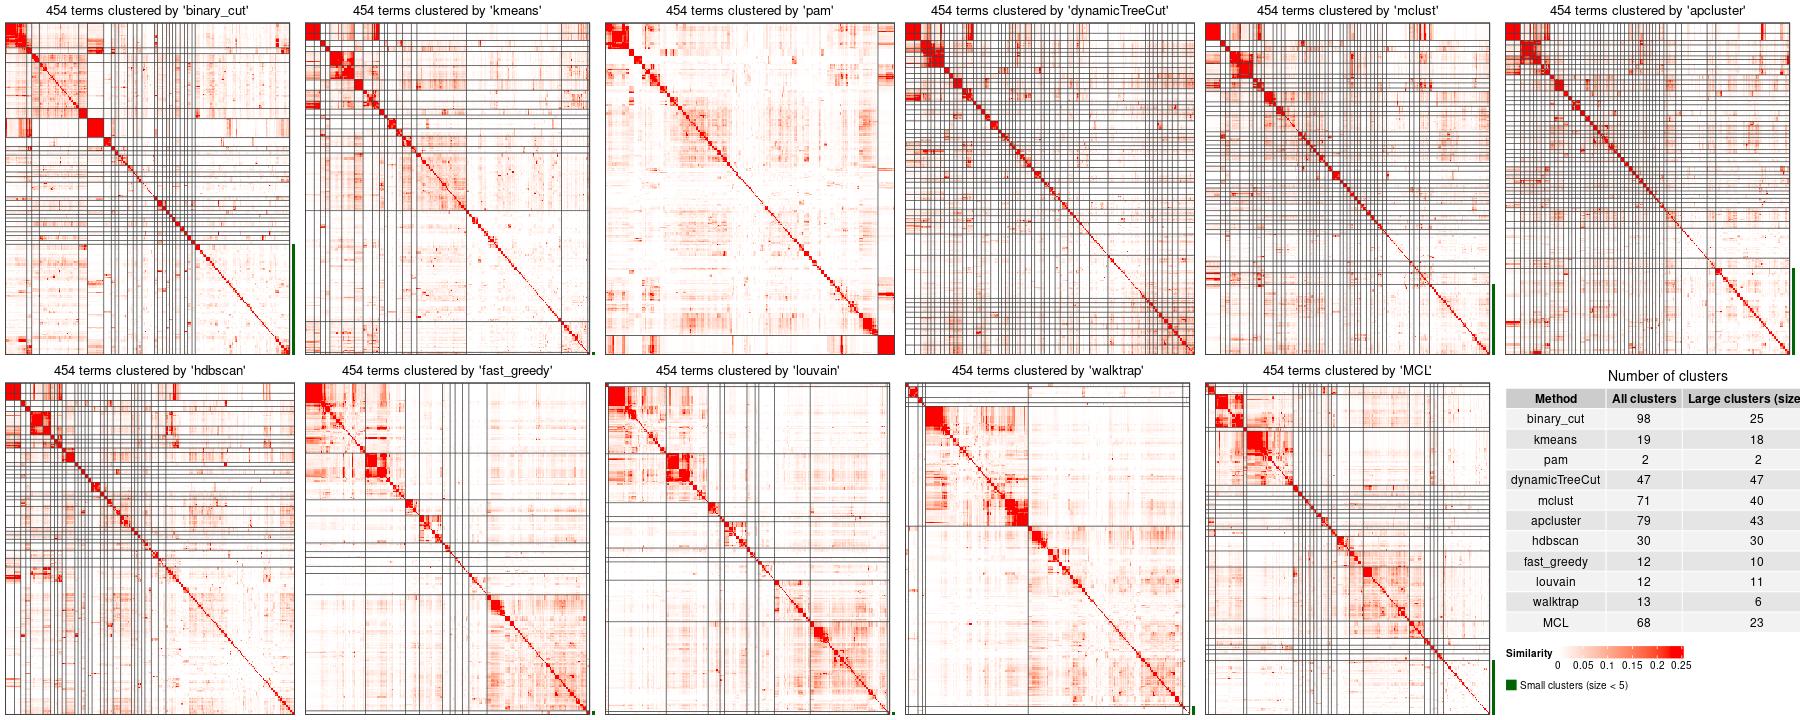 454 terms clustered by 'binary_cut'
454 terms clustered by 'kmeans'
454 terms clustered by 'pam'
454 terms clustered by 'dynamicTreeCut'
454 terms clustered by 'mclust'
454 terms clustered by 'apcluster'
454 terms clustered by 'hdbscan'
454 terms clustered by 'fast_greedy'
454 terms clustered by 'louvain'
454 terms clustered by 'walktrap'
454 terms clustered by 'MCL'
Number of clusters
Method All clusters Large clusters (size
binary_cut 98 25
kmeans 19 18
pam 2 2
dynamicTreeCut 47 47
mclust 71 40
apcluster 79 43
hdbscan 30 30
fast_greedy 12 10
louvain 12 11
walktrap 13 6
MCL 68 23
Similarity
0 0.05 0.1 0.15 0.2 0.25
Small clusters (size < 5)